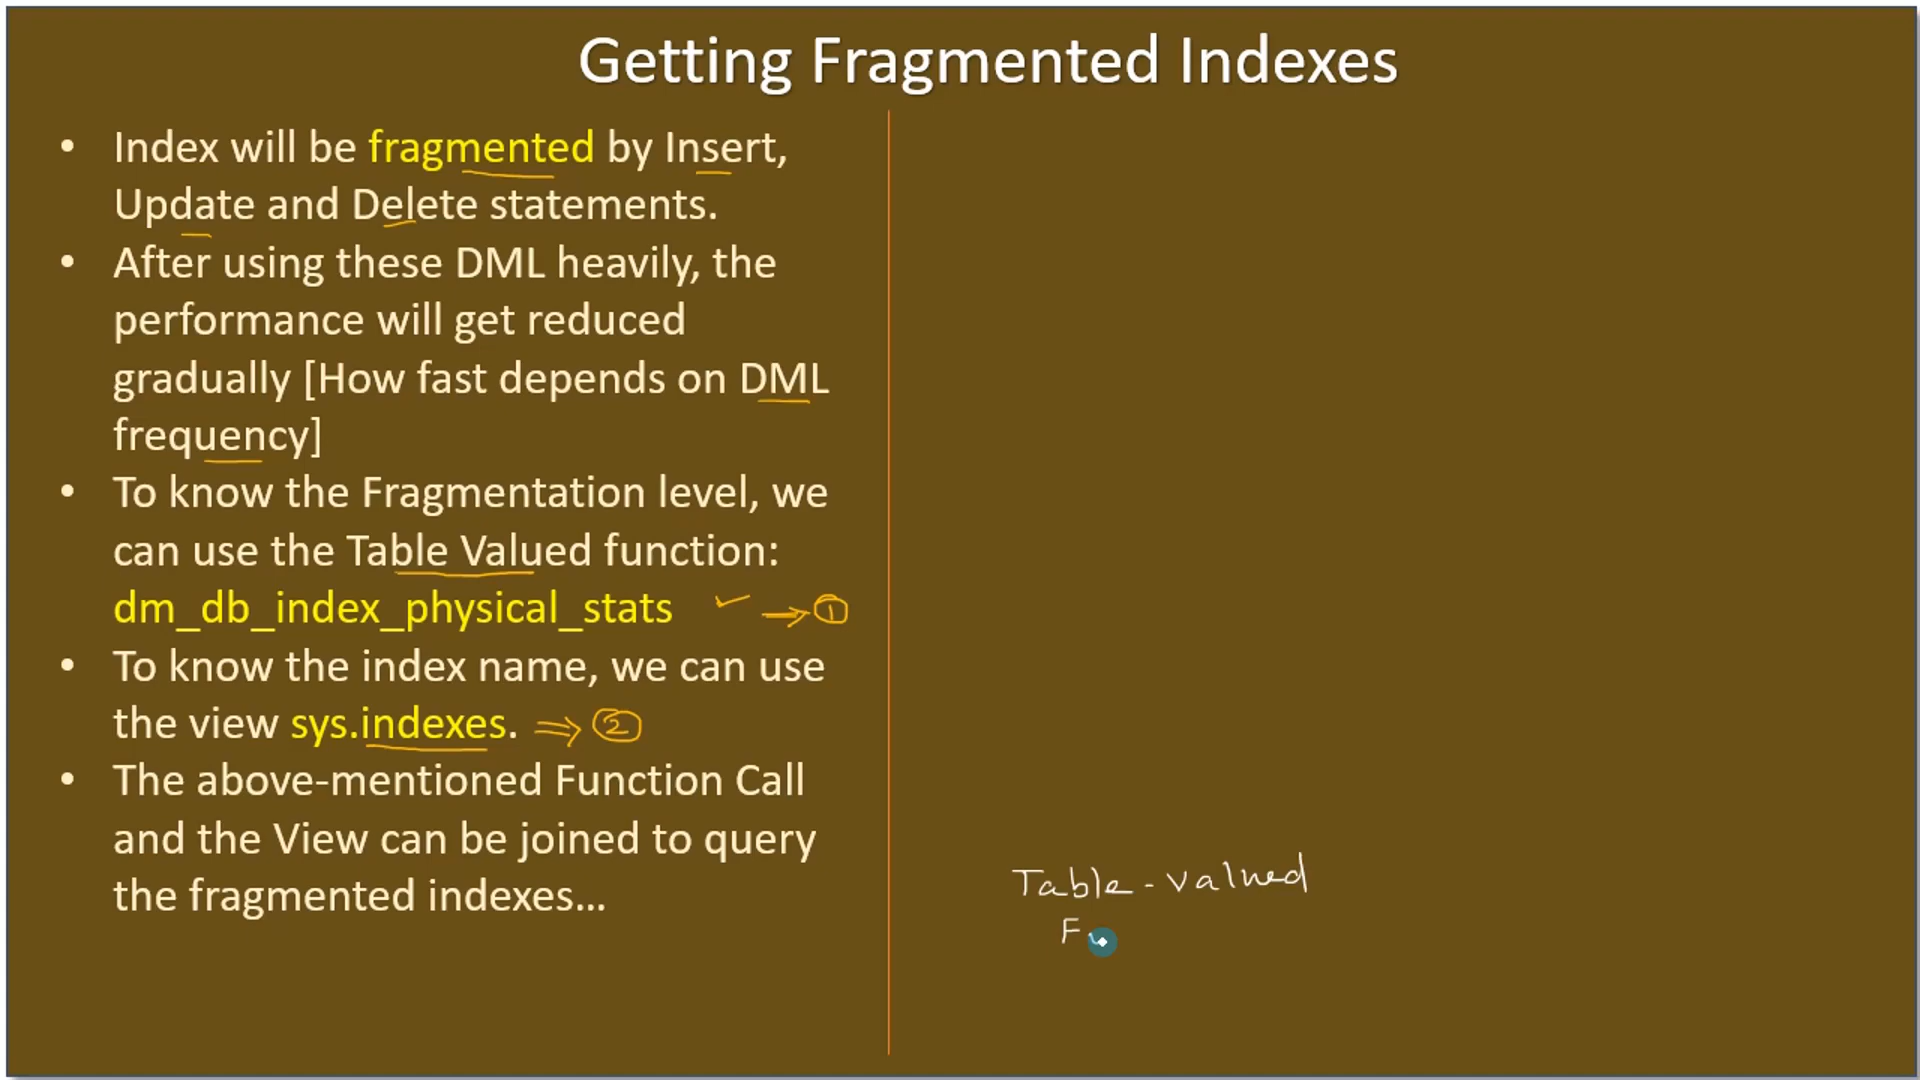 Getting Fragmented Indexes
• Index will be fragmented by Insert,
Update and Delete statements.
• After using these DML heavily, the
performance will get reduced
gradually [How fast depends on DML
frequency]
• To know the Fragmentation level, we
can use the Table Valued function:
dm_db_index_physical_stats ✓ → ①
• To know the index name, we can use
the view sys.indexes. ⇒ ②
• The above-mentioned Function Call
and the View can be joined to query
the fragmented indexes...
Table-valued
F